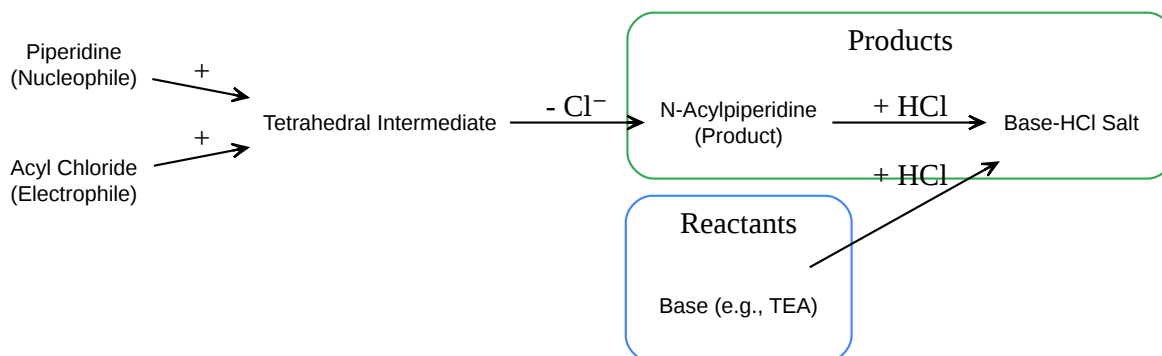 Piperidine
(Nucleophile)
+
Acyl Chloride
(Electrophile)
+
Tetrahedral Intermediate
- Cl⁻
Products
N-Acylpiperidine
(Product)
+ HCl
Base-HCl Salt
+ HCl
Reactants
Base (e.g., TEA)